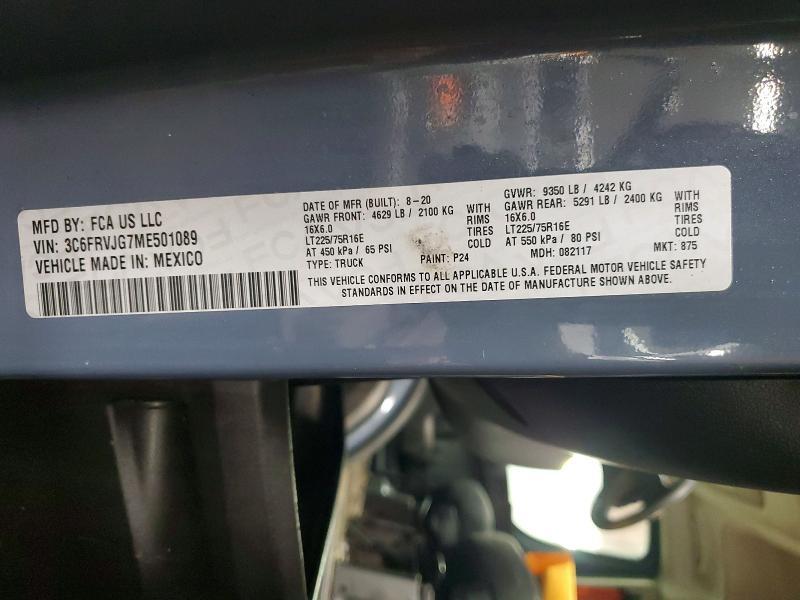 MFD BY: FCA US LLC
VIN: 3C6FRVJG7ME501089
VEHICLE MADE IN: MEXICO
DATE OF MFR (BUILT): 8-20
GAWR FRONT: 4629 LB / 2100 KG WITH
16X6.0 RIMS
LT225/75R16E TIRES
AT 450 kPa / 65 PSI COLD
TYPE: TRUCK PAINT: P24
GVWR: 9350 LB / 4242 KG
GAWR REAR: 5291 LB / 2400 KG WITH
16X6.0 RIMS
LT225/75R16E TIRES
AT 550 kPa / 80 PSI COLD
MDH: 082117 MKT: 875
THIS VEHICLE CONFORMS TO ALL APPLICABLE U.S.A. FEDERAL MOTOR VEHICLE SAFETY
STANDARDS IN EFFECT ON THE DATE OF MANUFACTURE SHOWN ABOVE.